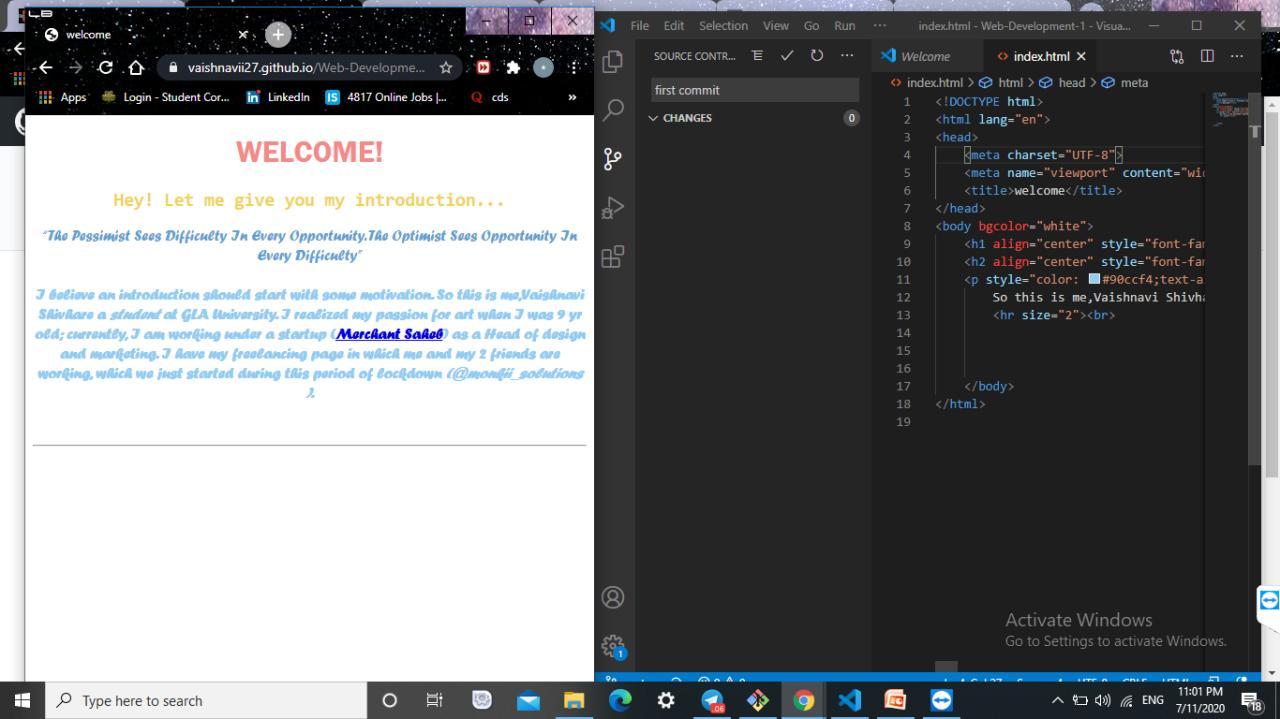 LB
welcome
vaishnavii27.github.io/Web-Developme...
Apps
Login - Student Cor...
LinkedIn
4817 Online Jobs |...
cds
»
WELCOME!
Hey! Let me give you my introduction...
"The Pessimist Sees Difficulty In Every Opportunity.The Optimist Sees Opportunity In
Every Difficulty"
I believe an introduction should start with some motivation. So this is me,Vaishnavi
Shivhare a student at GLA University. I realized my passion for art when I was 9 yr
old; currently, I am working under a startup (Merchant Saheb) as a Head of design
and marketing. I have my freelancing page in which me and my 2 friends are
working, which we just started during this period of lockdown (@monkii_solutions
).
File Edit Selection View Go Run ··· index.html - Web-Development-1 - Visua...
SOURCE CONTR...
first commit
CHANGES 0
Welcome
index.html
index.html > html > head > meta
1 <!DOCTYPE html>
2 <html lang="en">
3 <head>
4 <meta charset="UTF-8">
5 <meta name="viewport" content="wi
6 <title>welcome</title>
7 </head>
8 <body bgcolor="white">
9 <h1 align="center" style="font-fa
10 <h2 align="center" style="font-fa
11 <p style="color: #90ccf4;text-a
12 So this is me,Vaishnavi Shivha
13 <hr size="2"><br>
14
15
16
17 </body>
18 </html>
19
Activate Windows
Go to Settings to activate Windows.
1
Type here to search
.06
ENG
11:01 PM
7/11/2020
18